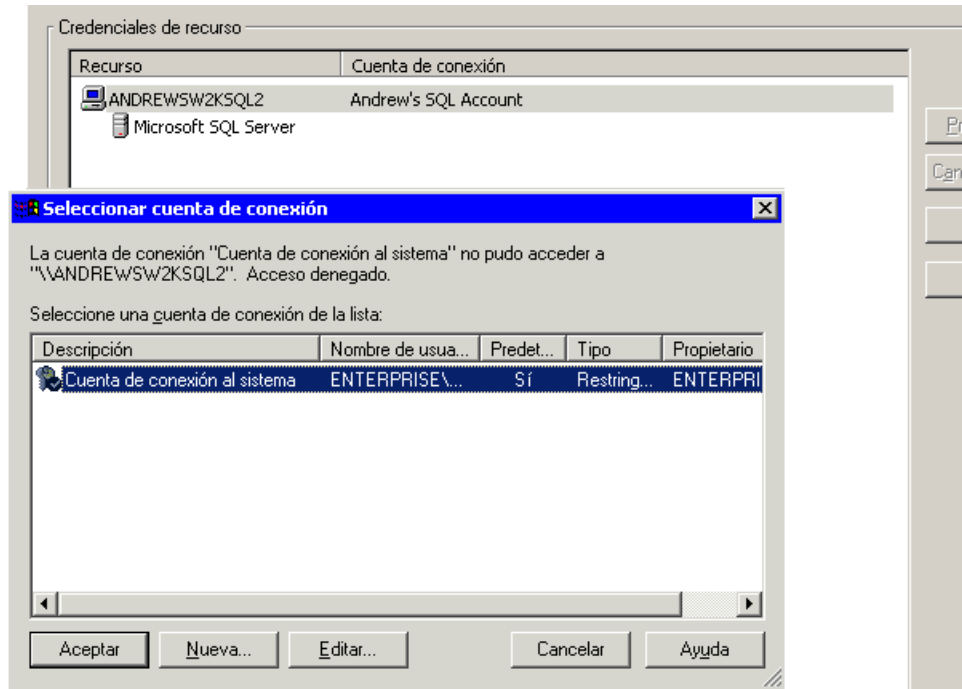 Credenciales de recurso
Recurso Cuenta de conexión
ANDREWSW2KSQL2 Andrew's SQL Account
Microsoft SQL Server
Seleccionar cuenta de conexión
La cuenta de conexión "Cuenta de conexión al sistema" no pudo acceder a
"\\ANDREWSW2KSQL2". Acceso denegado.
Seleccione una cuenta de conexión de la lista:
Descripción Nombre de usua... Predet... Tipo Propietario
Cuenta de conexión al sistema ENTERPRISE\... Sí Restring... ENTERPRI
Aceptar Nueva... Editar... Cancelar Ayuda